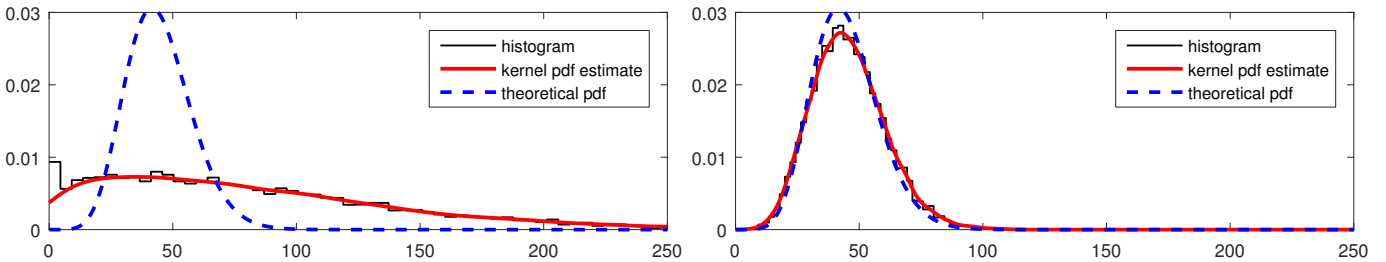 0.03
0.02
0.01
0
0 50 100 150 200 250
histogram
kernel pdf estimate
theoretical pdf
0.03
0.02
0.01
0
0 50 100 150 200 250
histogram
kernel pdf estimate
theoretical pdf